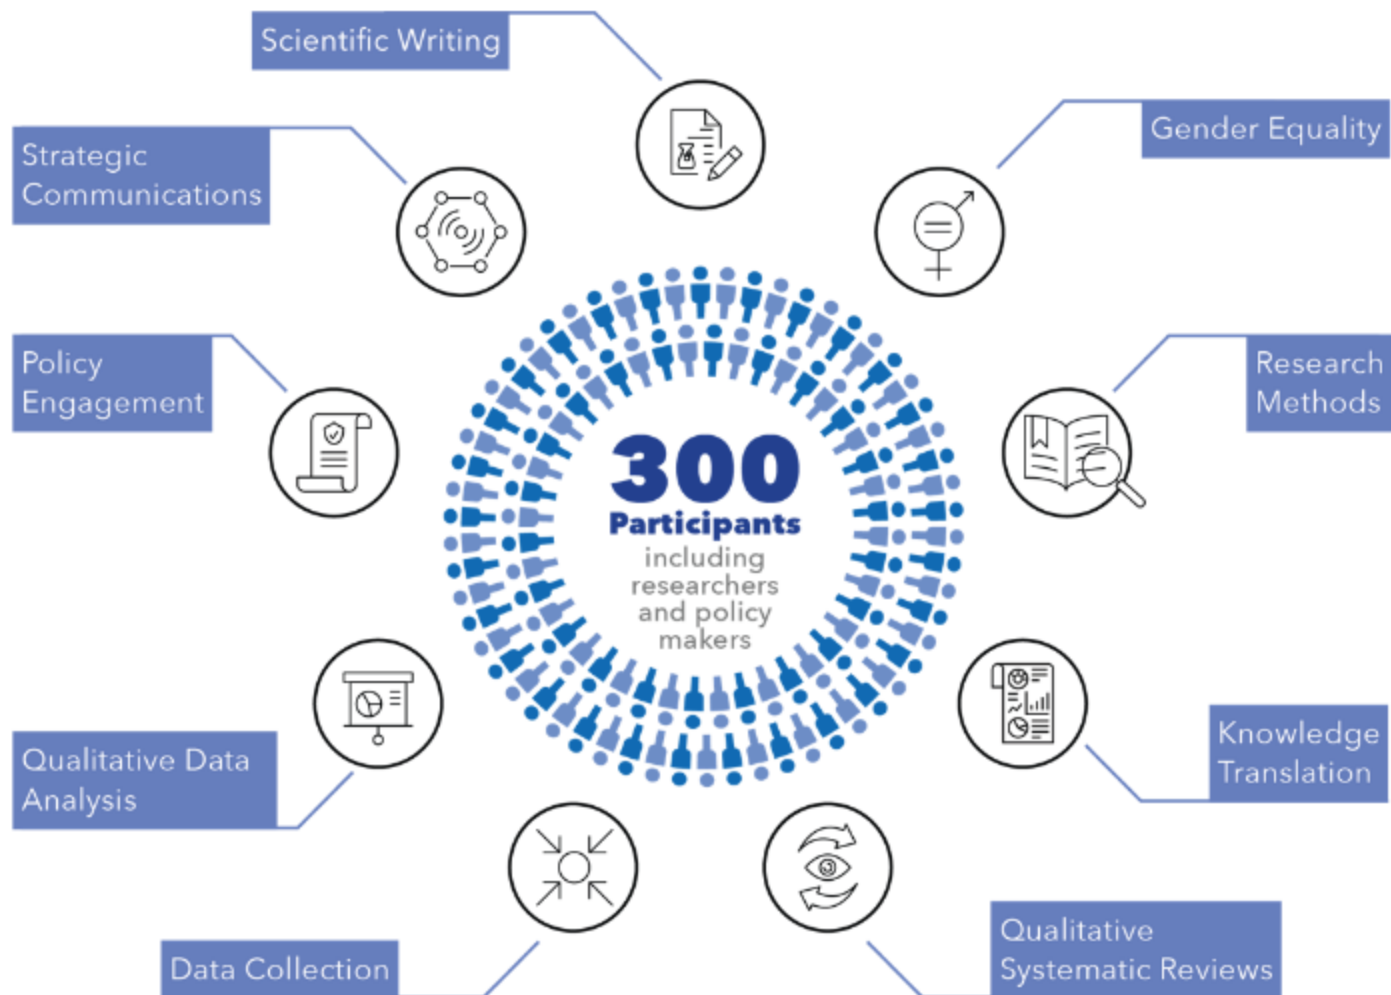 Scientific Writing
Gender Equality
Strategic
Communications
Policy
Engagement
Research
Methods
300
Participants
including
researchers
and policy
makers
Qualitative Data
Analysis
Knowledge
Translation
Data Collection
Qualitative
Systematic Reviews